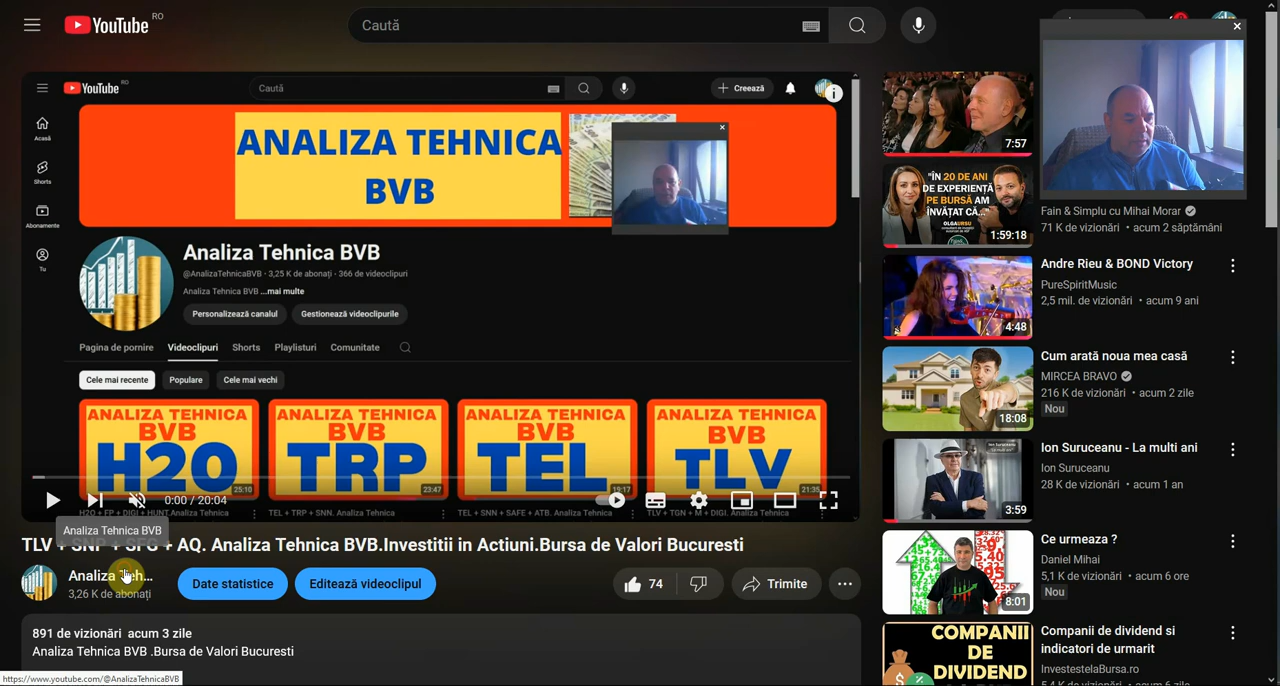 YouTube RO
Caută
YouTube RO
Caută
Creează
Acasă
Shorts
Abonamente
Tu
ANALIZA TEHNICA
BVB
Analiza Tehnica BVB
@AnalizaTehnicaBVB · 3,25 K de abonați · 366 de videoclipuri
Analiza Tehnica BVB ...mai multe
Personalizează canalul
Gestionează videoclipurile
Pagina de pornire
Videoclipuri
Shorts
Playlisturi
Comunitate
Cele mai recente
Populare
Cele mai vechi
ANALIZA TEHNICA
BVB
H2O
25:10
ANALIZA TEHNICA
BVB
TRP
23:47
ANALIZA TEHNICA
BVB
TEL
19:17
ANALIZA TEHNICA
BVB
TLV
21:35
H2O + FP + DIGI + HUNT.Analiza Tehnica
TEL + TRP + SNN. Analiza Tehnica
TEL + SNN + SAFE + ATB. Analiza Tehnica
TLV + TGN + M + DIGI. Analiza Tehnica
0:00 / 20:04
Analiza Tehnica BVB
TLV + SNP + SFG + AQ. Analiza Tehnica BVB.Investitii in Actiuni.Bursa de Valori Bucuresti
Analiza Teh...
3,26 K de abonați
Date statistice
Editează videoclipul
74
Trimite
891 de vizionări acum 3 zile
Analiza Tehnica BVB .Bursa de Valori Bucuresti
https://www.youtube.com/@AnalizaTehnicaBVB
7:57
"ÎN 20 DE ANI
DE EXPERIENȚĂ
PE BURSĂ AM
ÎNVĂȚAT CĂ..."
OLGA URSU
1:59:18
Fain & Simplu cu Mihai Morar
71 K de vizionări · acum 2 săptămâni
4:48
Andre Rieu & BOND Victory
PureSpiritMusic
2,5 mil. de vizionări · acum 9 ani
18:08
Cum arată noua mea casă
MIRCEA BRAVO
216 K de vizionări · acum 2 zile
Nou
3:59
Ion Suruceanu - La multi ani
Ion Suruceanu
28 K de vizionări · acum 1 an
8:01
Ce urmeaza ?
Daniel Mihai
5,1 K de vizionări · acum 6 ore
Nou
COMPANII
DE
DIVIDEND
Companii de dividend si
indicatori de urmarit
InvestestelaBursa.ro